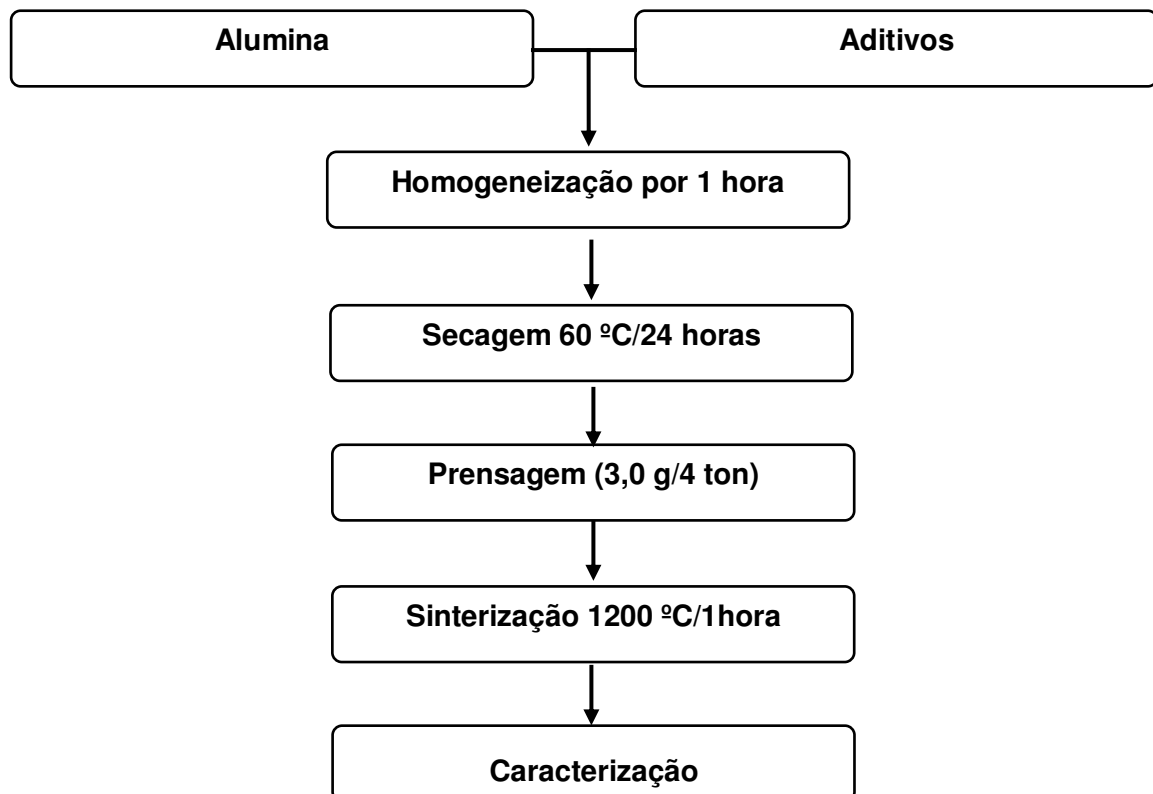 Alumina
Aditivos
Homogeneização por 1 hora
Secagem 60 ºC/24 horas
Prensagem (3,0 g/4 ton)
Sinterização 1200 ºC/1hora
Caracterização